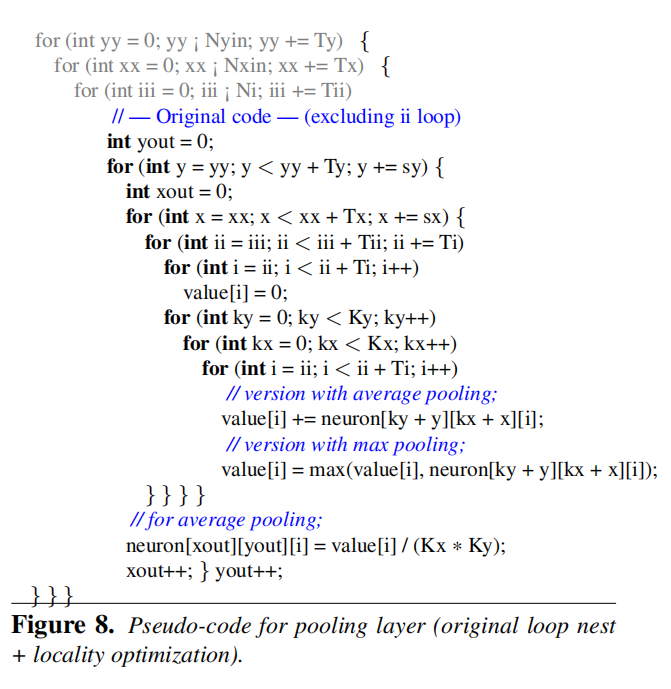 for (int yy = 0; yy ¡ Nyin; yy += Ty) {
for (int xx = 0; xx ¡ Nxin; xx += Tx) {
for (int iii = 0; iii ¡ Ni; iii += Tii)
// — Original code — (excluding ii loop)
int yout = 0;
for (int y = yy; y < yy + Ty; y += sy) {
int xout = 0;
for (int x = xx; x < xx + Tx; x += sx) {
for (int ii = iii; ii < iii + Tii; ii += Ti)
for (int i = ii; i < ii + Ti; i++)
value[i] = 0;
for (int ky = 0; ky < Ky; ky++)
for (int kx = 0; kx < Kx; kx++)
for (int i = ii; i < ii + Ti; i++)
// version with average pooling;
value[i] += neuron[ky + y][kx + x][i];
// version with max pooling;
value[i] = max(value[i], neuron[ky + y][kx + x][i]);
} } } }
// for average pooling;
neuron[xout][yout][i] = value[i] / (Kx ∗ Ky);
xout++; } yout++;
} } }
Figure 8. Pseudo-code for pooling layer (original loop nest
+ locality optimization).